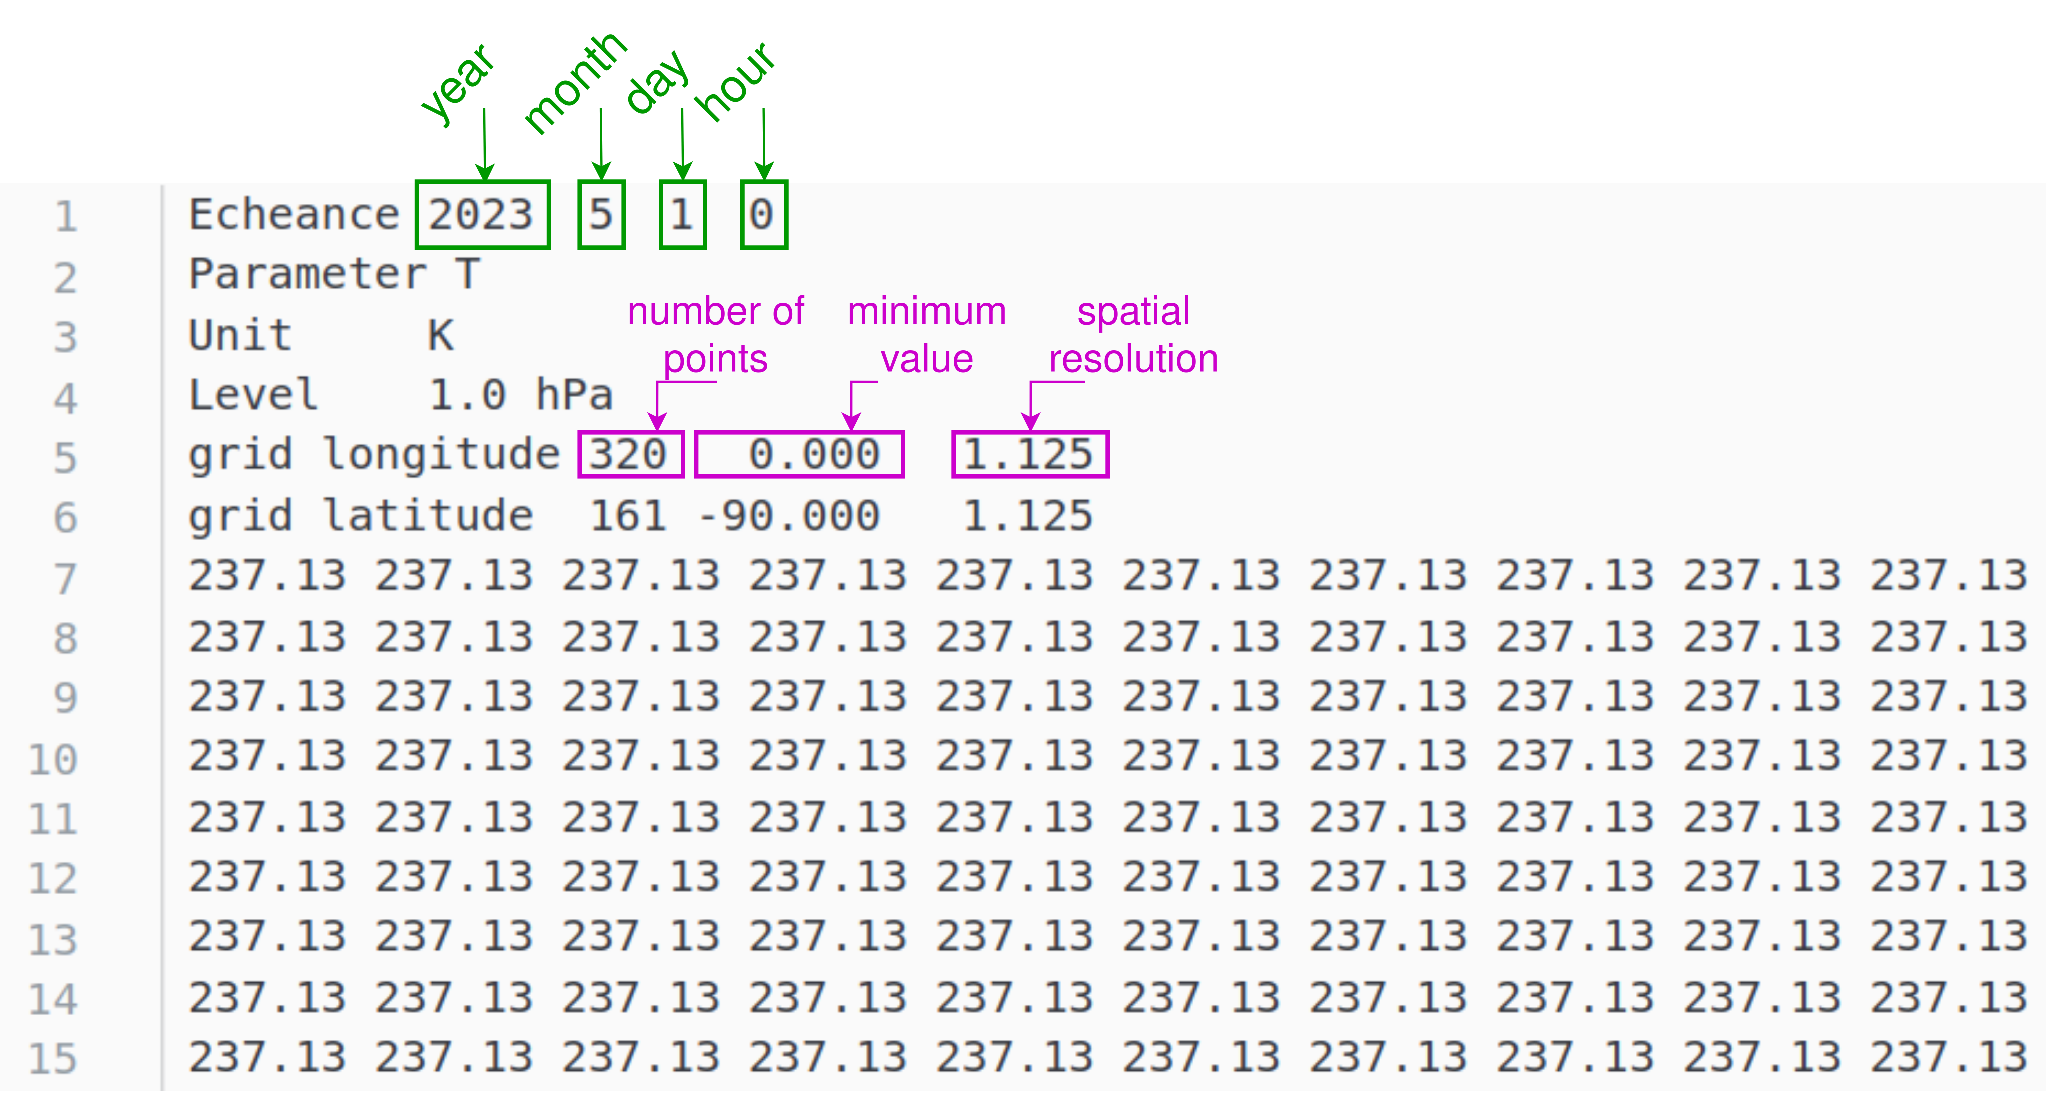 year month day hour
1 Echeance 2023 5 1 0
2 Parameter T
number of points minimum value spatial resolution
3 Unit K
4 Level 1.0 hPa
5 grid longitude 320 0.000 1.125
6 grid latitude 161 -90.000 1.125
7 237.13 237.13 237.13 237.13 237.13 237.13 237.13 237.13 237.13 237.13
8 237.13 237.13 237.13 237.13 237.13 237.13 237.13 237.13 237.13 237.13
9 237.13 237.13 237.13 237.13 237.13 237.13 237.13 237.13 237.13 237.13
10 237.13 237.13 237.13 237.13 237.13 237.13 237.13 237.13 237.13 237.13
11 237.13 237.13 237.13 237.13 237.13 237.13 237.13 237.13 237.13 237.13
12 237.13 237.13 237.13 237.13 237.13 237.13 237.13 237.13 237.13 237.13
13 237.13 237.13 237.13 237.13 237.13 237.13 237.13 237.13 237.13 237.13
14 237.13 237.13 237.13 237.13 237.13 237.13 237.13 237.13 237.13 237.13
15 237.13 237.13 237.13 237.13 237.13 237.13 237.13 237.13 237.13 237.13